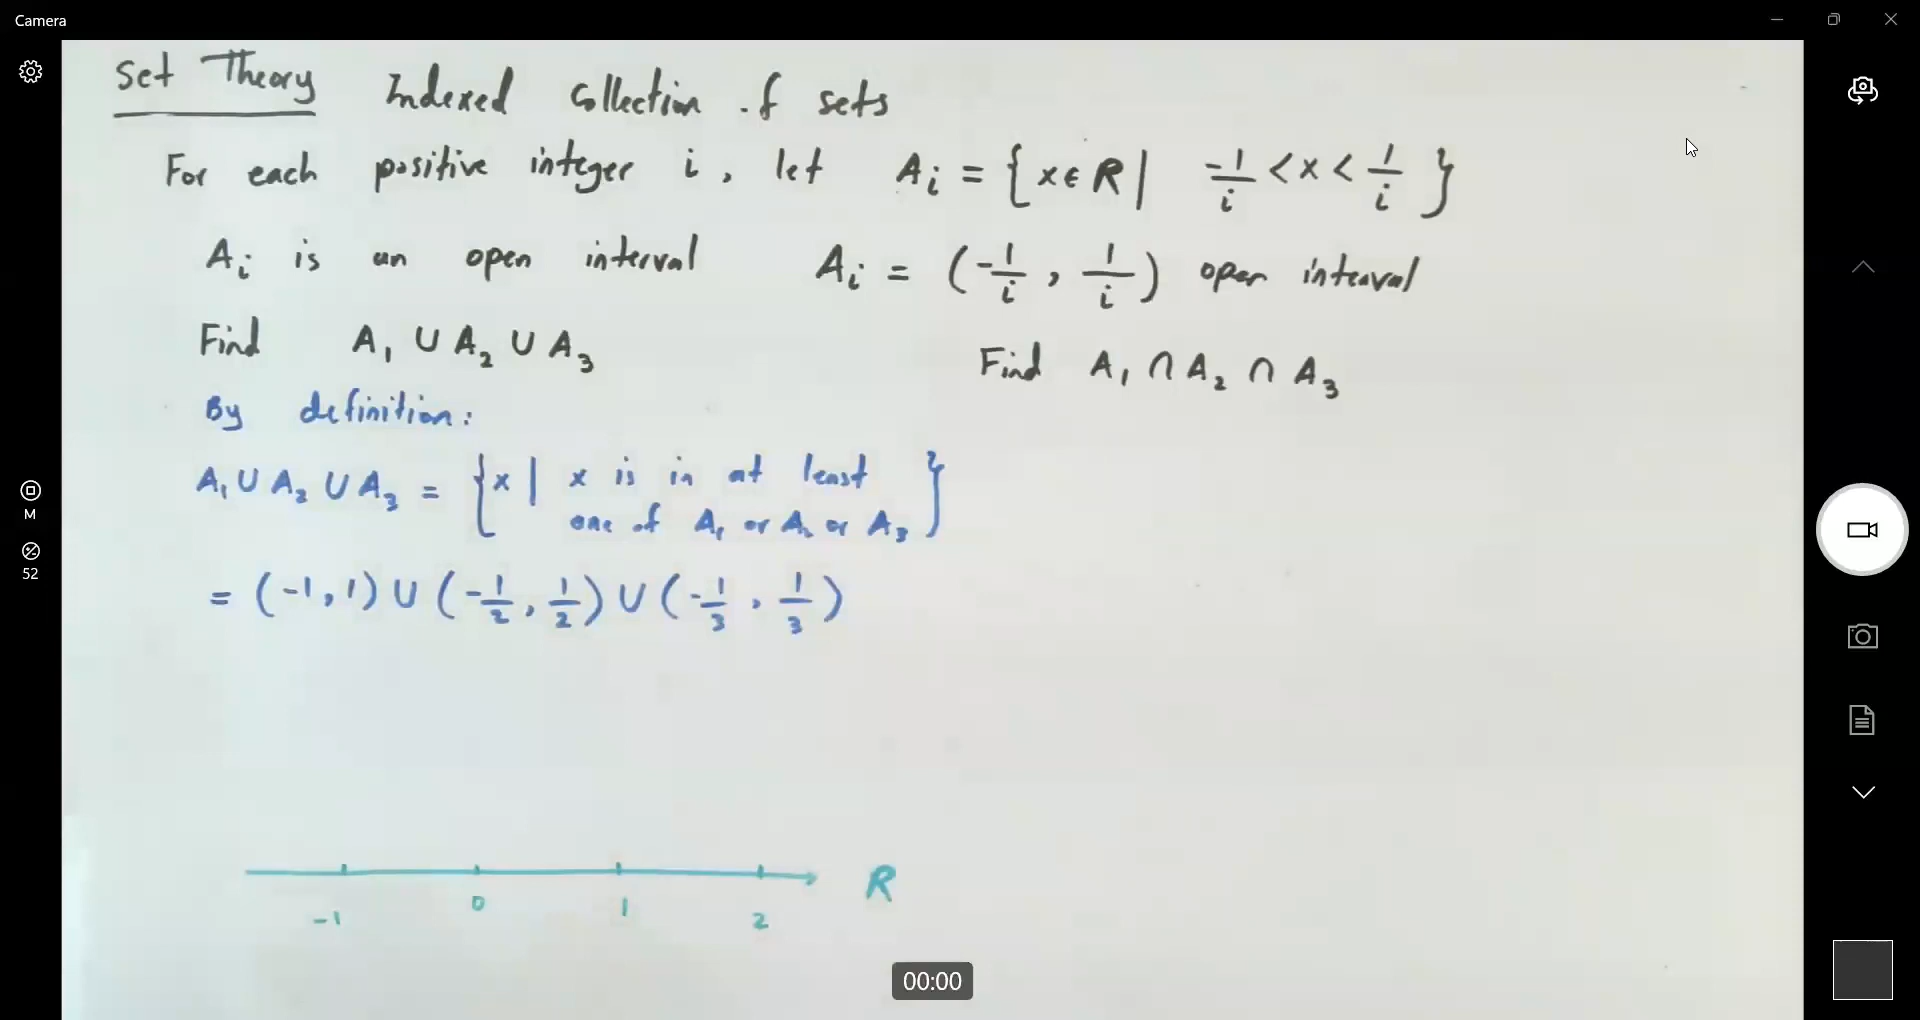 Camera
Set Theory Indexed collection of sets
For each positive integer i, let Aᵢ = {x ∈ R | -1/i < x < 1/i }
Aᵢ is an open interval Aᵢ = (-1/i, 1/i) open interval
Find A₁ ∪ A₂ ∪ A₃
Find A₁ ∩ A₂ ∩ A₃
By definition:
A₁ ∪ A₂ ∪ A₃ = {x | x is in at least
one of A₁ or A₂ or A₃ }
= (-1, 1) ∪ (-1/2, 1/2) ∪ (-1/3, 1/3)
M
52
R
-1 0 1 2
00:00